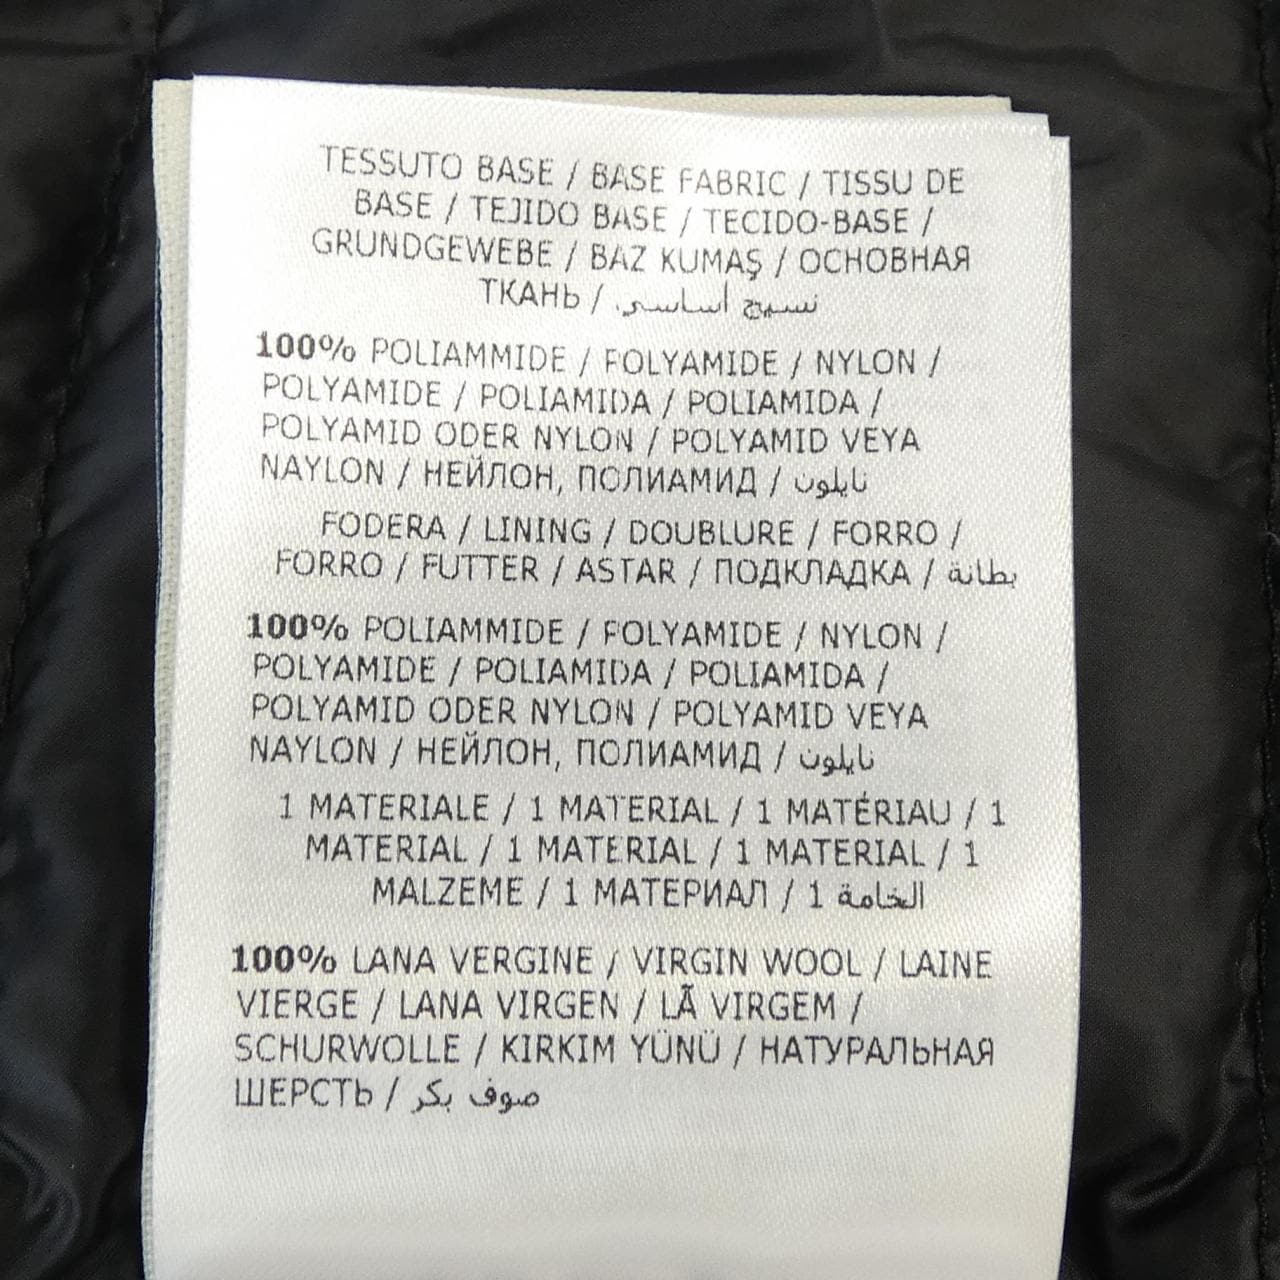 TESSUTO BASE / BASE FABRIC / TISSU DE
BASE / TEJIDO BASE / TECIDO-BASE /
GRUNDGEWEBE / BAZ KUMAŞ / ОСНОВНАЯ
ТКАНЬ / نسيج أساسي.
100% POLIAMMIDE / POLYAMIDE / NYLON /
POLYAMIDE / POLIAMIDA / POLIAMIDA /
POLYAMID ODER NYLON / POLYAMID VEYA
NAYLON / НЕЙЛОН, ПОЛИАМИД / نايلون
FODERA / LINING / DOUBLURE / FORRO /
FORRO / FUTTER / ASTAR / ПОДКЛАДКА / بطانة
100% POLIAMMIDE / POLYAMIDE / NYLON /
POLYAMIDE / POLIAMIDA / POLIAMIDA /
POLYAMID ODER NYLON / POLYAMID VEYA
NAYLON / НЕЙЛОН, ПОЛИАМИД / نايلون
1 MATERIALE / 1 MATERIAL / 1 MATÉRIAU / 1
MATERIAL / 1 MATERIAL / 1 MATERIAL / 1
MALZEME / 1 МАТЕРИАЛ / 1 الخامة
100% LANA VERGINE / VIRGIN WOOL / LAINE
VIERGE / LANA VIRGEN / LÃ VIRGEM /
SCHURWOLLE / KIRKIM YÜNÜ / НАТУРАЛЬНАЯ
ШЕРСТЬ / صوف بكر